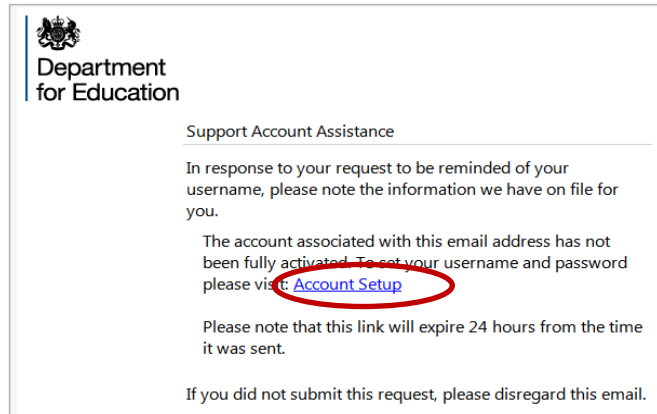 Department
for Education
Support Account Assistance
In response to your request to be reminded of your
username, please note the information we have on file for
you.
The account associated with this email address has not
been fully activated. To set your username and password
please visit: Account Setup
Please note that this link will expire 24 hours from the time
it was sent.
If you did not submit this request, please disregard this email.